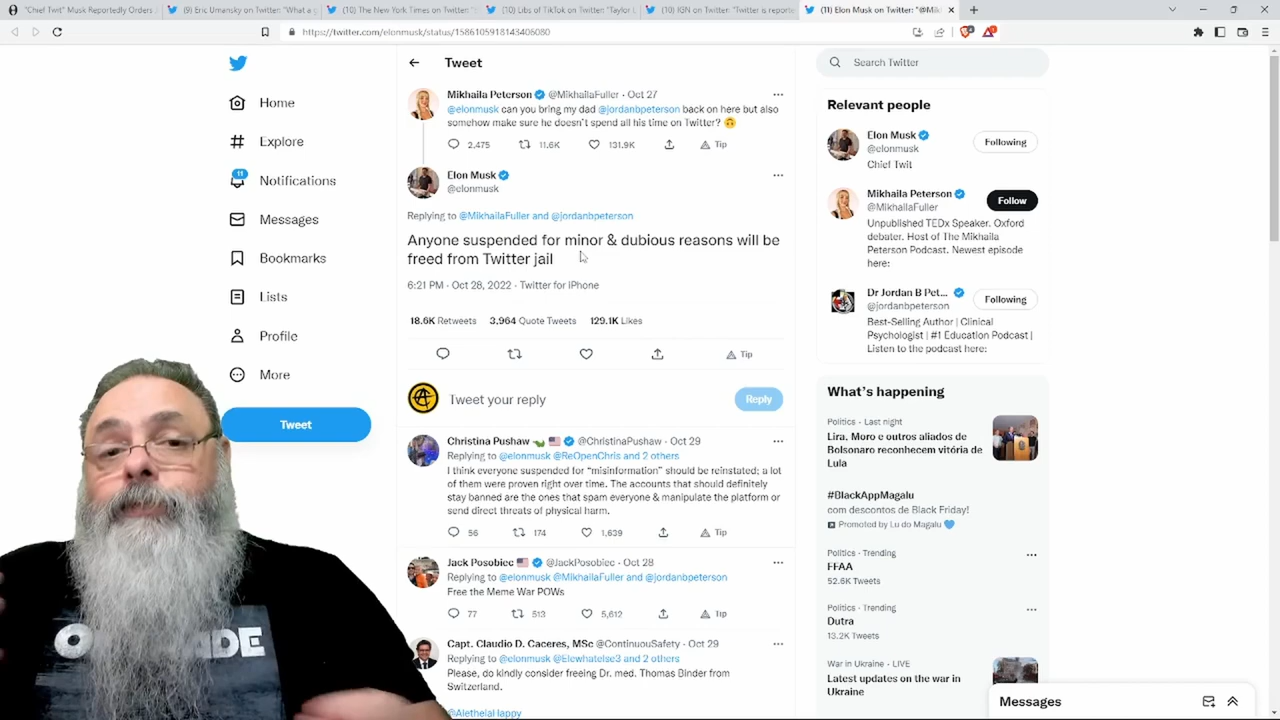 "Chief Twit" Musk Reportedly Orders
(9) Eric Umansky on Twitter: "What a g
(10) The New York Times on Twitter: "
(10) Libs of TikTok on Twitter: "Taylor L
(10) IGN on Twitter: "Twitter is reporte
(11) Elon Musk on Twitter: "@Mik
https://twitter.com/elonmusk/status/1586105918143406080
Home
Explore
11
Notifications
Messages
Bookmarks
Lists
Profile
More
Tweet
Tweet
Mikhaila Peterson @MikhailaFuller · Oct 27
@elonmusk can you bring my dad @jordanbpeterson back on here but also
somehow make sure he doesn't spend all his time on Twitter? 🙃
2,475 11.6K 131.9K Tip
Elon Musk
@elonmusk
Replying to @MikhailaFuller and @jordanbpeterson
Anyone suspended for minor & dubious reasons will be
freed from Twitter jail
6:21 PM · Oct 28, 2022 · Twitter for iPhone
18.6K Retweets 3,964 Quote Tweets 129.1K Likes
Tip
Tweet your reply
Reply
Christina Pushaw 🐊 🇺🇸 @ChristinaPushaw · Oct 29
Replying to @elonmusk @ReOpenChris and 2 others
I think everyone suspended for "misinformation" should be reinstated; a lot
of them were proven right over time. The accounts that should definitely
stay banned are the ones that spam everyone & manipulate the platform or
send direct threats of physical harm.
56 174 1,639 Tip
Jack Posobiec 🇺🇸 @JackPosobiec · Oct 28
Replying to @elonmusk @MikhailaFuller and @jordanbpeterson
Free the Meme War POWs
77 513 5,612 Tip
Capt. Claudio D. Caceres, MSc @ContinuousSafety · Oct 29
Replying to @elonmusk @Elewhatelse3 and 2 others
Please, do kindly consider freeing Dr. med. Thomas Binder from
Switzerland.
Search Twitter
Relevant people
Elon Musk
@elonmusk
Following
Chief Twit
Mikhaila Peterson
@MikhailaFuller
Follow
Unpublished TEDx Speaker. Oxford
debater. Host of The Mikhaila
Peterson Podcast. Newest episode
here:
Dr Jordan B Pet...
@jordanbpeterson
Following
Best-Selling Author | Clinical
Psychologist | #1 Education Podcast |
Listen to the podcast here:
What's happening
Politics · Last night
Lira, Moro e outros aliados de
Bolsonaro reconhecem vitória de
Lula
#BlackAppMagalu
com descontos de Black Friday!
Promoted by Lu do Magalu 💙
Politics · Trending
FFAA
52.6K Tweets
Politics · Trending
Dutra
13.2K Tweets
War in Ukraine · LIVE
Latest updates on the war in
Ukraine
Messages